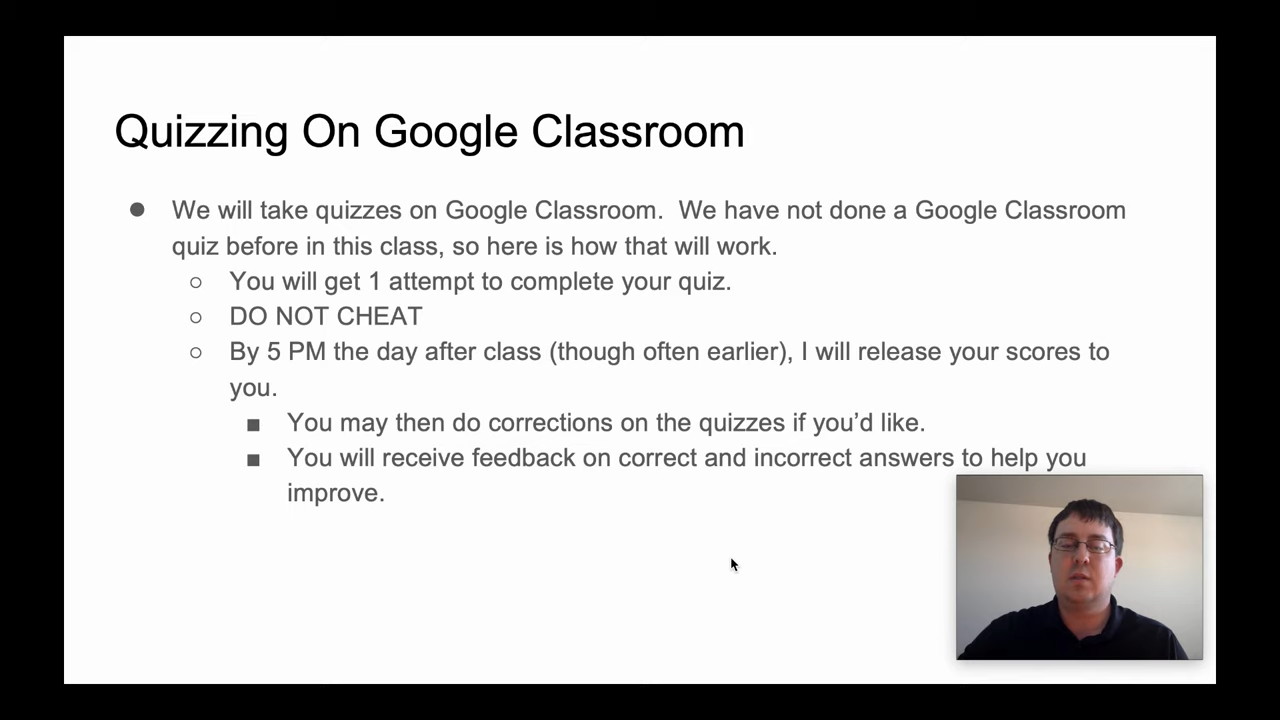 Quizzing On Google Classroom
● We will take quizzes on Google Classroom.  We have not done a Google Classroom
quiz before in this class, so here is how that will work.
○ You will get 1 attempt to complete your quiz.
○ DO NOT CHEAT
○ By 5 PM the day after class (though often earlier), I will release your scores to
you.
■ You may then do corrections on the quizzes if you’d like.
■ You will receive feedback on correct and incorrect answers to help you
improve.